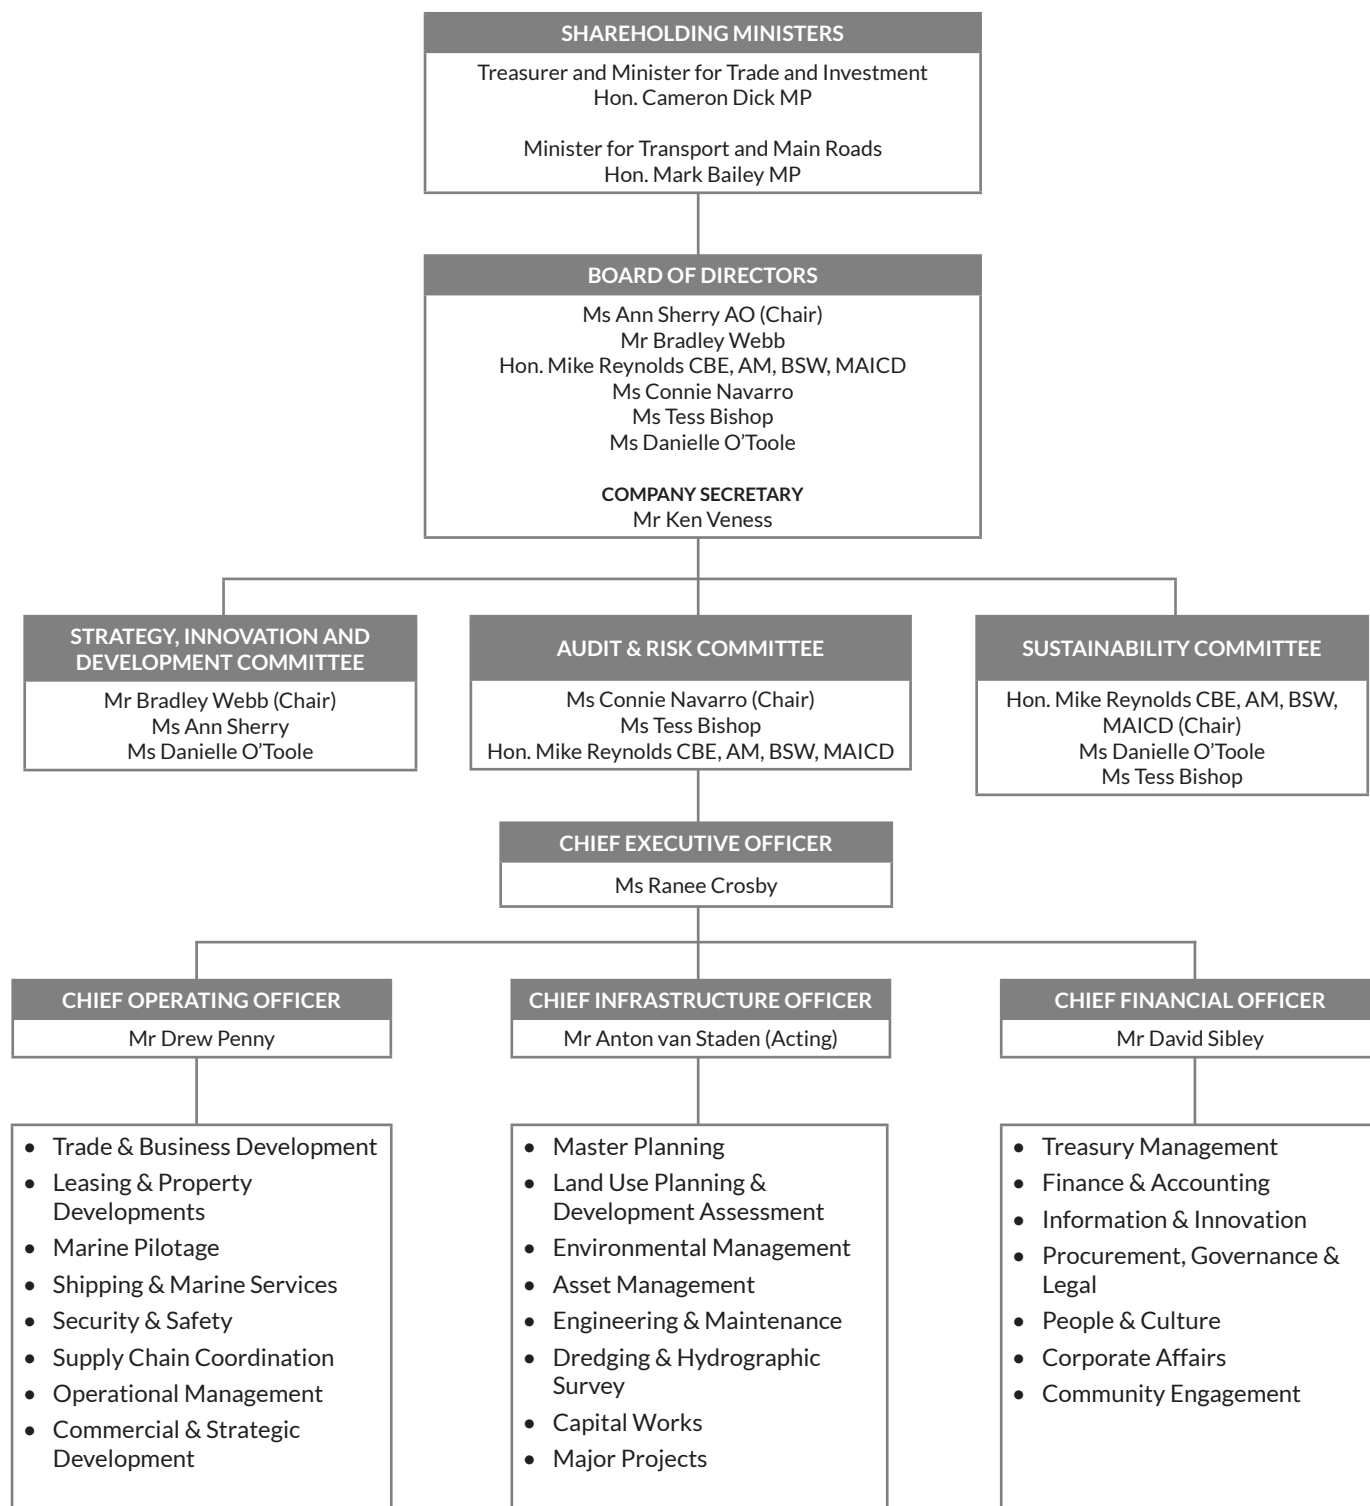 SHAREHOLDING MINISTERS
Treasurer and Minister for Trade and Investment
Hon. Cameron Dick MP
Minister for Transport and Main Roads
Hon. Mark Bailey MP
BOARD OF DIRECTORS
Ms Ann Sherry AO (Chair)
Mr Bradley Webb
Hon. Mike Reynolds CBE, AM, BSW, MAICD
Ms Connie Navarro
Ms Tess Bishop
Ms Danielle O’Toole
COMPANY SECRETARY
Mr Ken Veness
STRATEGY, INNOVATION AND
DEVELOPMENT COMMITTEE
Mr Bradley Webb (Chair)
Ms Ann Sherry
Ms Danielle O’Toole
AUDIT & RISK COMMITTEE
Ms Connie Navarro (Chair)
Ms Tess Bishop
Hon. Mike Reynolds CBE, AM, BSW, MAICD
SUSTAINABILITY COMMITTEE
Hon. Mike Reynolds CBE, AM, BSW,
MAICD (Chair)
Ms Danielle O’Toole
Ms Tess Bishop
CHIEF EXECUTIVE OFFICER
Ms Ranee Crosby
CHIEF OPERATING OFFICER
Mr Drew Penny
• Trade & Business Development
• Leasing & Property
Developments
• Marine Pilotage
• Shipping & Marine Services
• Security & Safety
• Supply Chain Coordination
• Operational Management
• Commercial & Strategic
Development
CHIEF INFRASTRUCTURE OFFICER
Mr Anton van Staden (Acting)
• Master Planning
• Land Use Planning &
Development Assessment
• Environmental Management
• Asset Management
• Engineering & Maintenance
• Dredging & Hydrographic
Survey
• Capital Works
• Major Projects
CHIEF FINANCIAL OFFICER
Mr David Sibley
• Treasury Management
• Finance & Accounting
• Information & Innovation
• Procurement, Governance &
Legal
• People & Culture
• Corporate Affairs
• Community Engagement